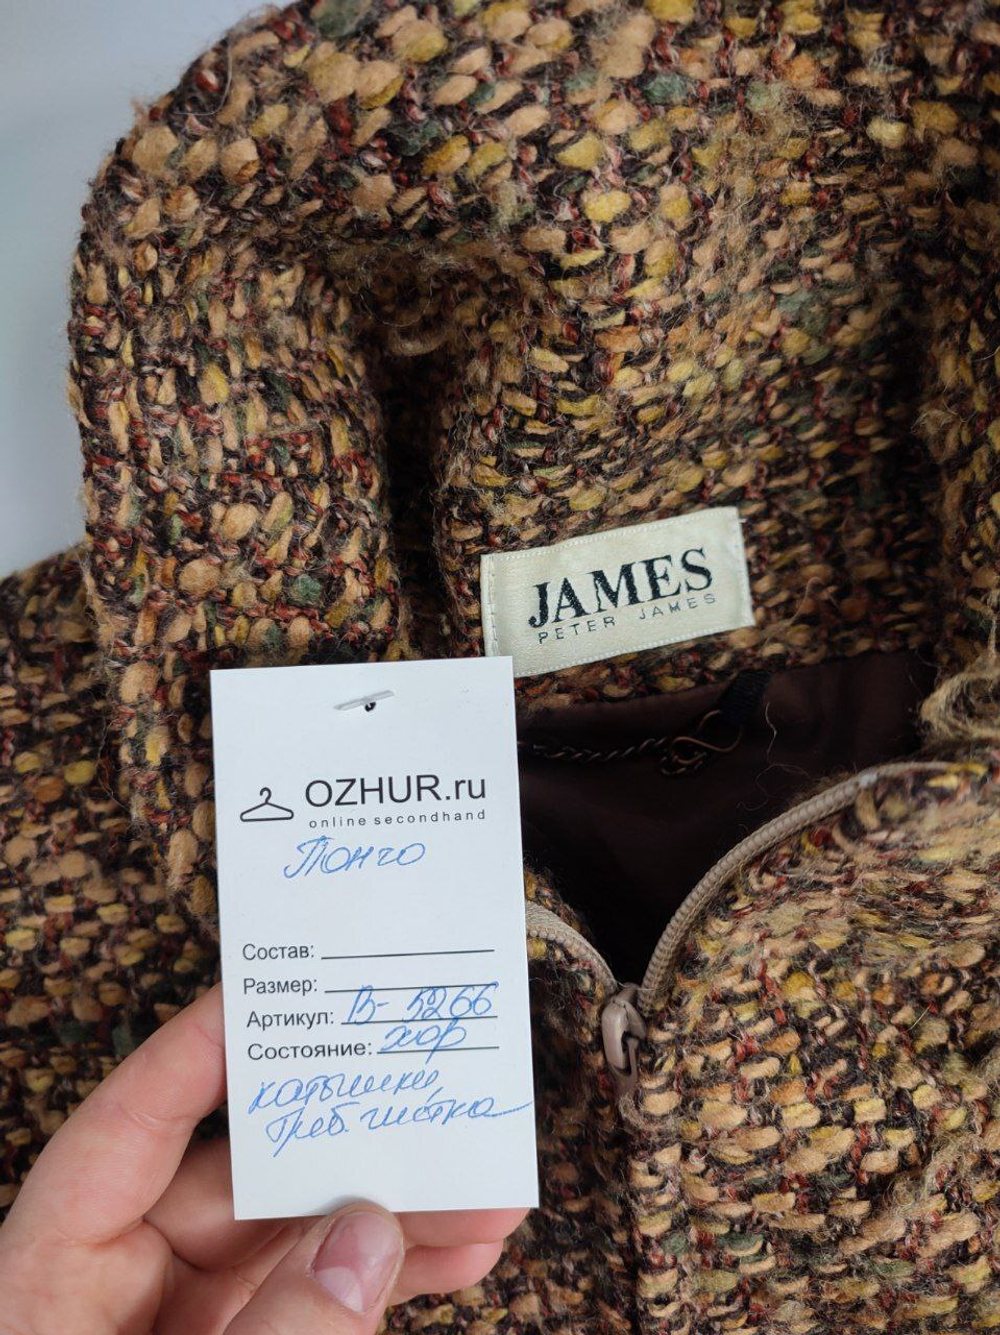 JAMES
PETER JAMES
OZHUR.ru
online secondhand
Пончо
Состав:
Размер:
Артикул: В-5266
Состояние: хор
катышки,
треб. чистка